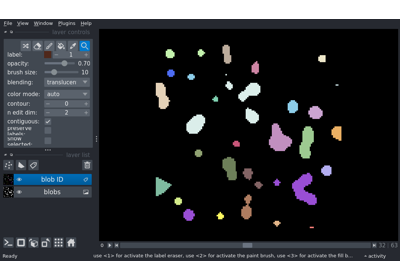 File View Window Plugins Help
layer controls
label: 1
opacity: 0.70
brush size: 10
blending: translucen
color mode: auto
contour: 0
n edit dim: 2
contiguous:
preserve
labels:
show
selected:
layer list
blob ID
blobs
32 63
Ready
use <1> for activate the label eraser, use <2> for activate the paint brush, use <3> for activate the fill b...
activity